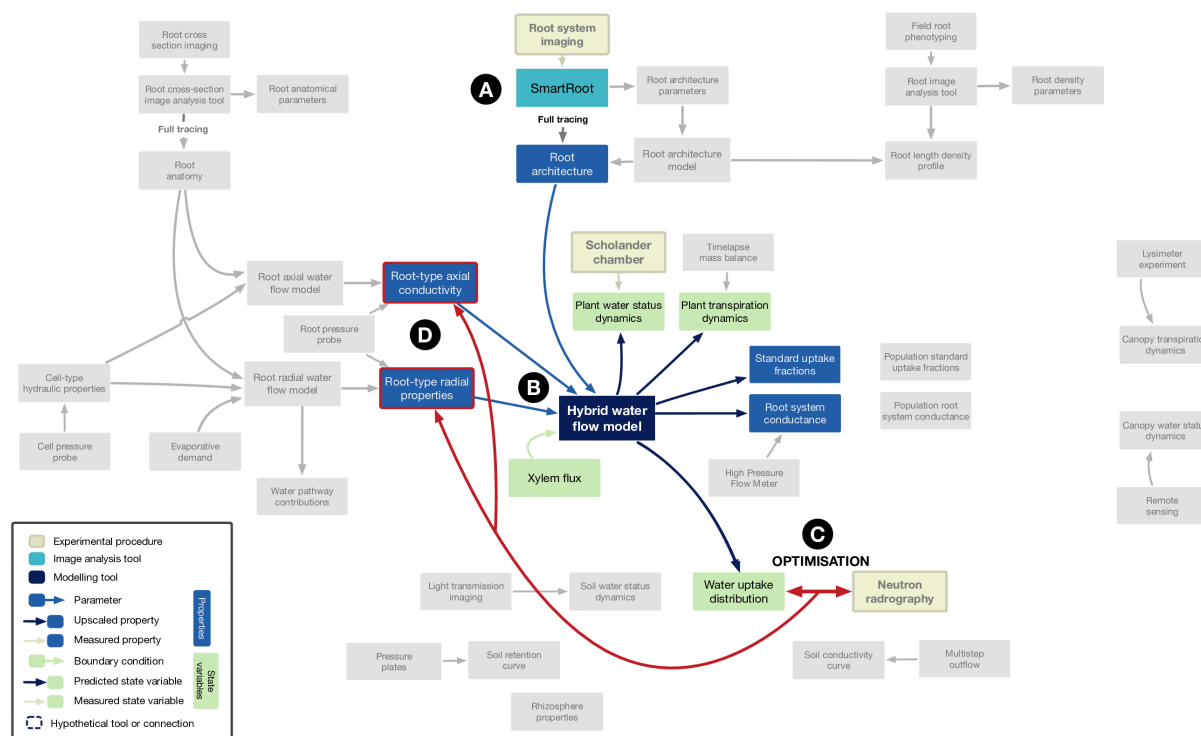 Root cross
section imaging
Root system
imaging
Field root
phenotyping
A
Root cross-section
image analysis tool
Root anatomical
parameters
SmartRoot
Root architecture
parameters
Root image
analysis tool
Root density
parameters
Full tracing
Full tracing
Root
anatomy
Root
architecture
Root architecture
model
Root length density
profile
Scholander
chamber
Timelapse
mass balance
Lysimeter
experiment
Root axial water
flow model
Root-type axial
conductivity
Plant water status
dynamics
Plant transpiration
dynamics
Root pressure
probe
D
Canopy transpiration
dynamics
Standard uptake
fractions
Population standard
uptake fractions
Cell-type
hydraulic properties
Root radial water
flow model
Root-type radial
properties
B
Hybrid water
flow model
Root system
conductance
Population root
system conductance
Canopy water status
dynamics
Cell pressure
probe
Evaporative
demand
Xylem flux
High Pressure
Flow Meter
Water pathway
contributions
Remote
sensing
C
OPTIMISATION
Light transmission
imaging
Soil water status
dynamics
Water uptake
distribution
Neutron
radiography
Pressure
plates
Soil retention
curve
Soil conductivity
curve
Multistep
outflow
Rhizosphere
properties
Experimental procedure
Image analysis tool
Modelling tool
Parameter
Upscaled property
Measured property
Properties
Boundary condition
Predicted state variable
Measured state variable
State
variables
Hypothetical tool or connection